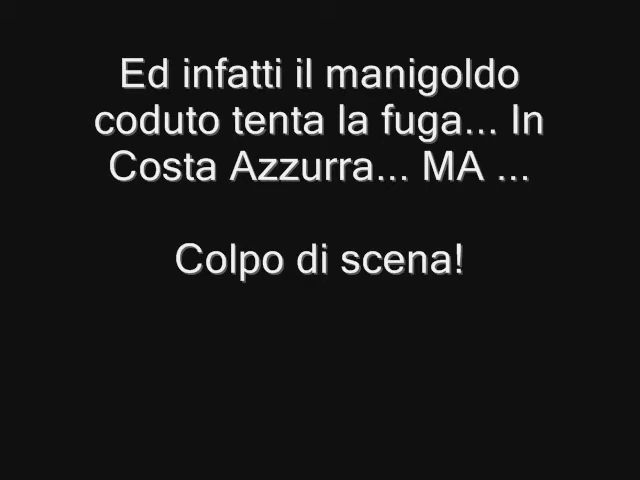 Ed infatti il manigoldo
coduto tenta la fuga... In
Costa Azzurra... MA ...
Colpo di scena!